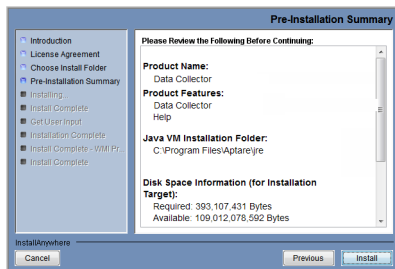 Pre-Installation Summary
Introduction
License Agreement
Choose Install Folder
Pre-Installation Summary
Installing...
Install Complete
Get User Input
Installation Complete
Install Complete - WMI Pr...
Install Complete
Please Review the Following Before Continuing:
Product Name:
Data Collector
Product Features:
Data Collector
Help
Java VM Installation Folder:
C:\Program Files\Aptare\jre
Disk Space Information (for Installation
Target):
Required: 393,107,431 Bytes
Available: 109,012,078,592 Bytes
InstallAnywhere
Cancel
Previous
Install